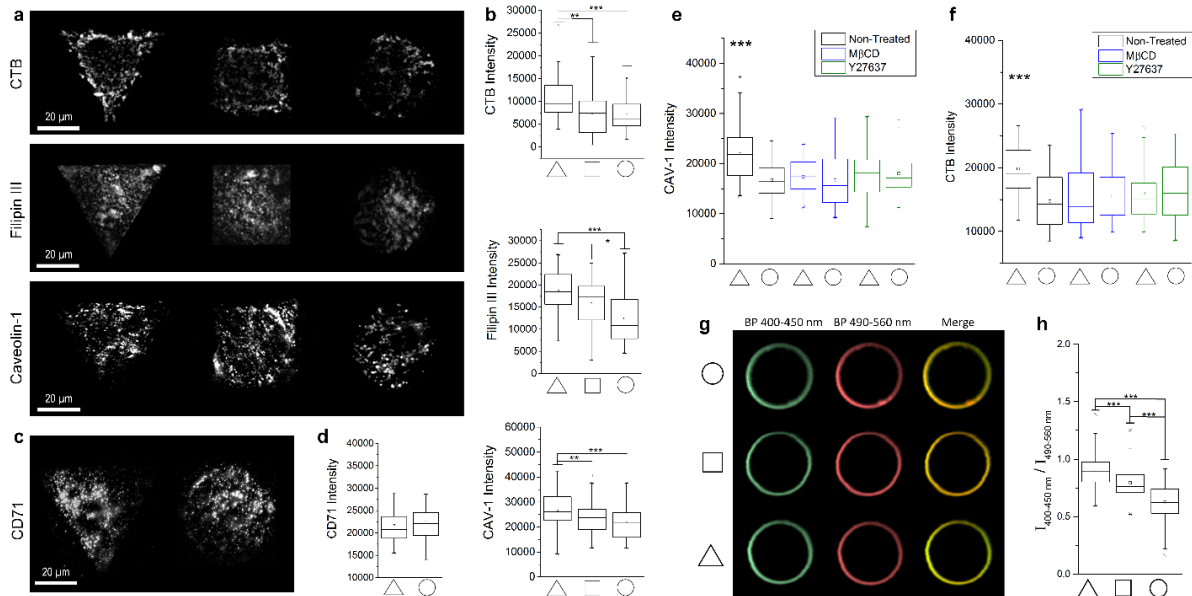 a
CTB
20 µm
Filipin III
20 µm
Caveolin-1
20 µm
b
CTB Intensity
30000
25000
20000
15000
10000
5000
0
**
***
Filipin III Intensity
30000
25000
20000
15000
10000
5000
0
***
*
CAV-1 Intensity
60000
50000
40000
30000
20000
10000
0
**
***
c
CD71
20 µm
d
CD71 Intensity
40000
35000
30000
25000
20000
15000
10000
e
CAV-1 Intensity
50000
40000
30000
20000
10000
0
***
Non-Treated
MβCD
Y27637
f
CTB Intensity
40000
30000
20000
10000
***
Non-Treated
MβCD
Y27637
g
BP 400-450 nm BP 490-560 nm Merge
h
I400-450 nm / I490-560 nm
2.0
1.5
1.0
0.5
0.0
***
***
***